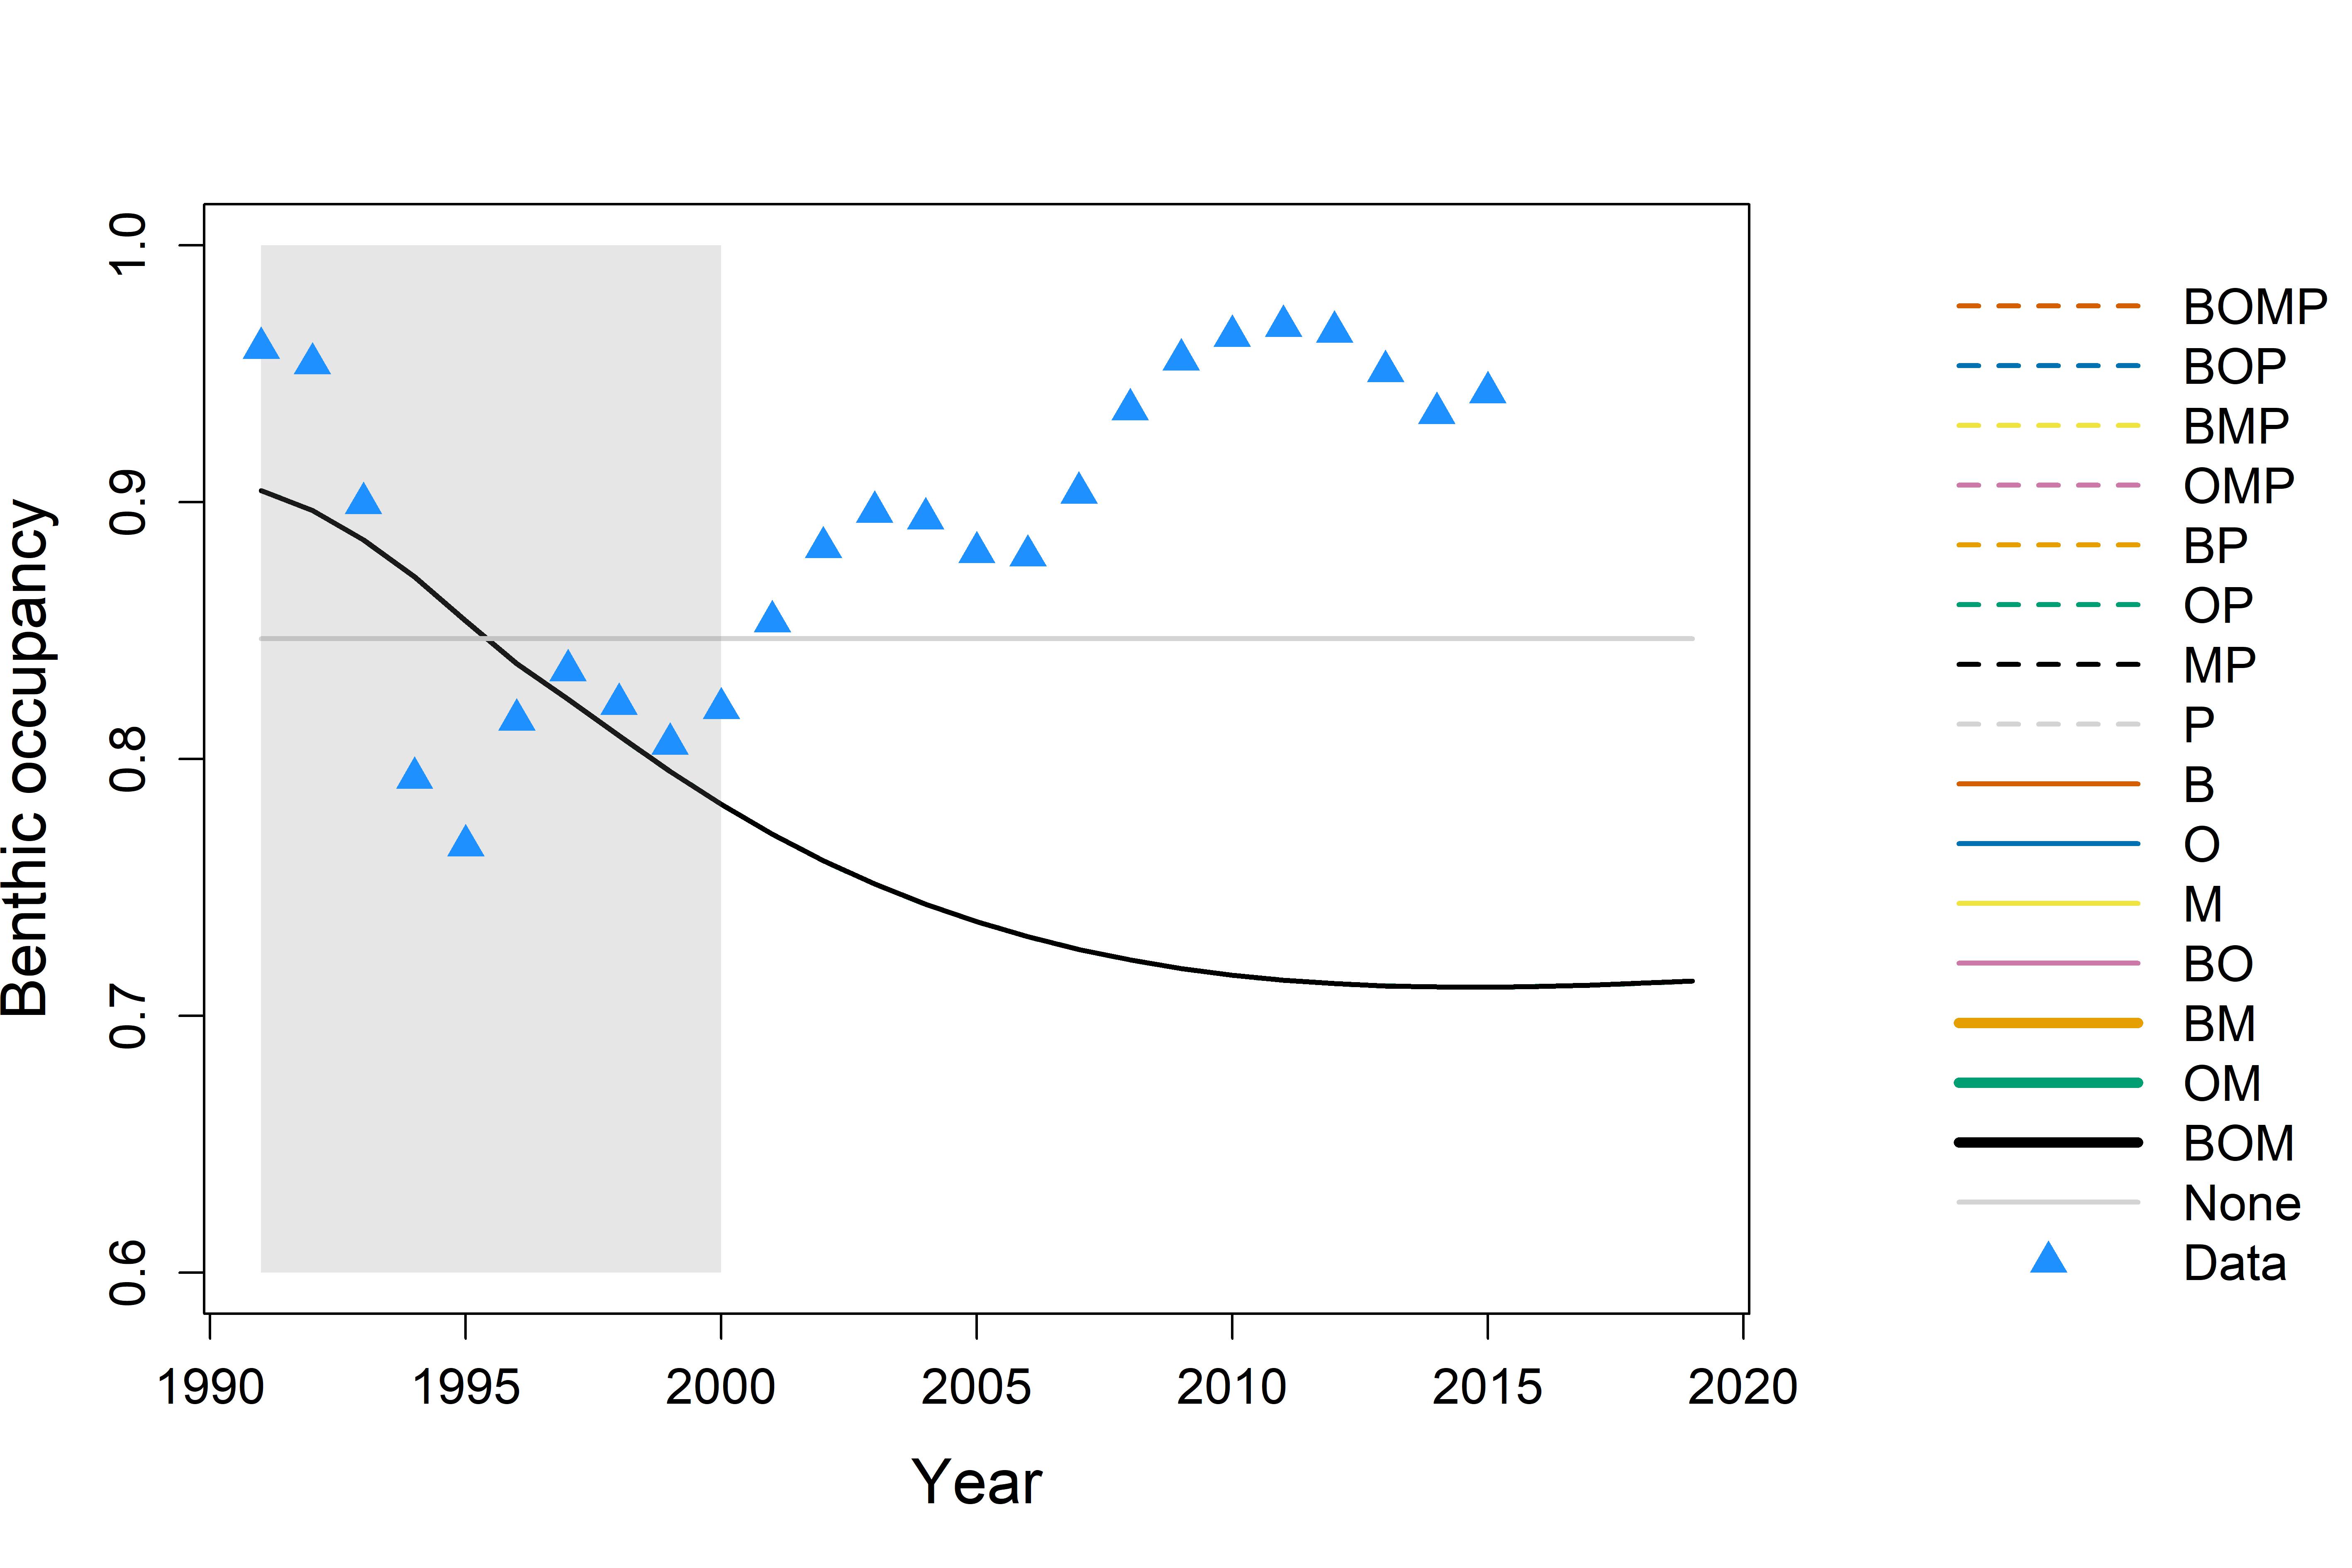 Benthic occupancy
1.0
0.9
0.8
0.7
0.6
1990 1995 2000 2005 2010 2015 2020
Year
BOMP
BOP
BMP
OMP
BP
OP
MP
P
B
O
M
BO
BM
OM
BOM
None
Data